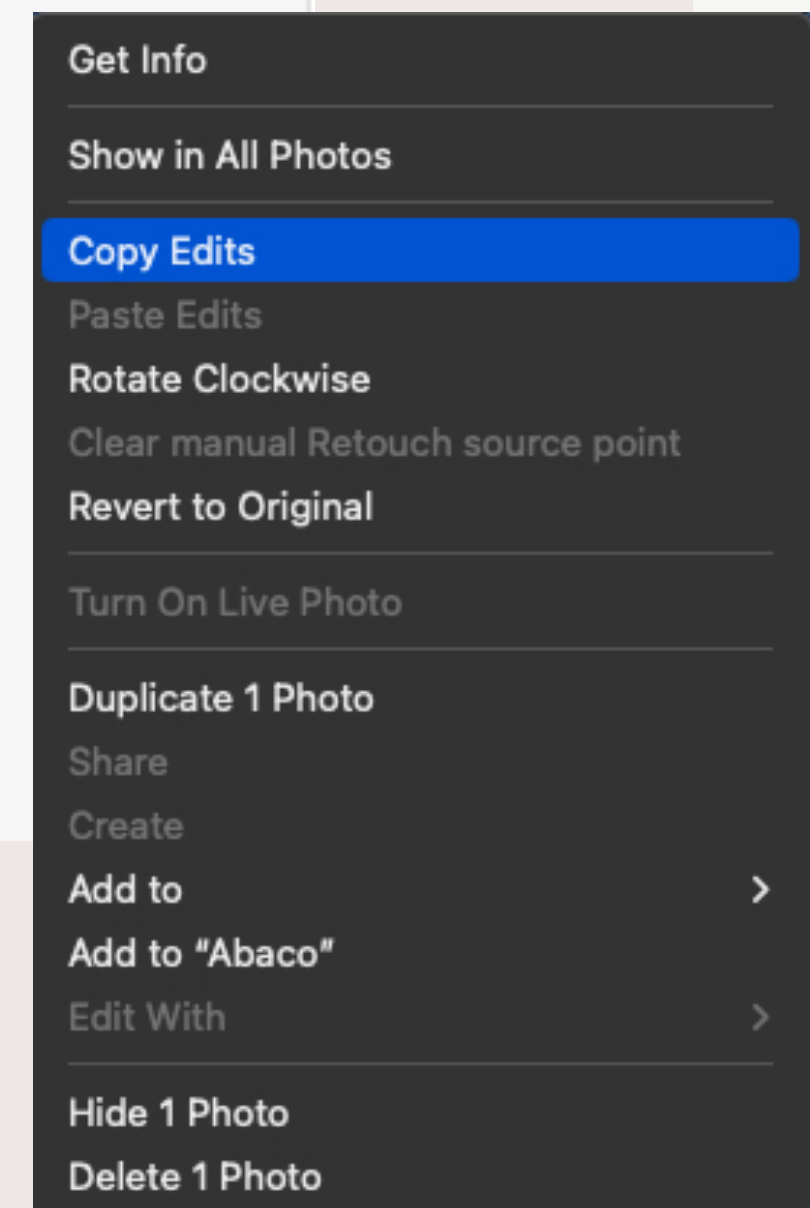 Get Info
Show in All Photos
Copy Edits
Paste Edits
Rotate Clockwise
Clear manual Retouch source point
Revert to Original
Turn On Live Photo
Duplicate 1 Photo
Share
Create
Add to
Add to “Abaco”
Edit With
Hide 1 Photo
Delete 1 Photo